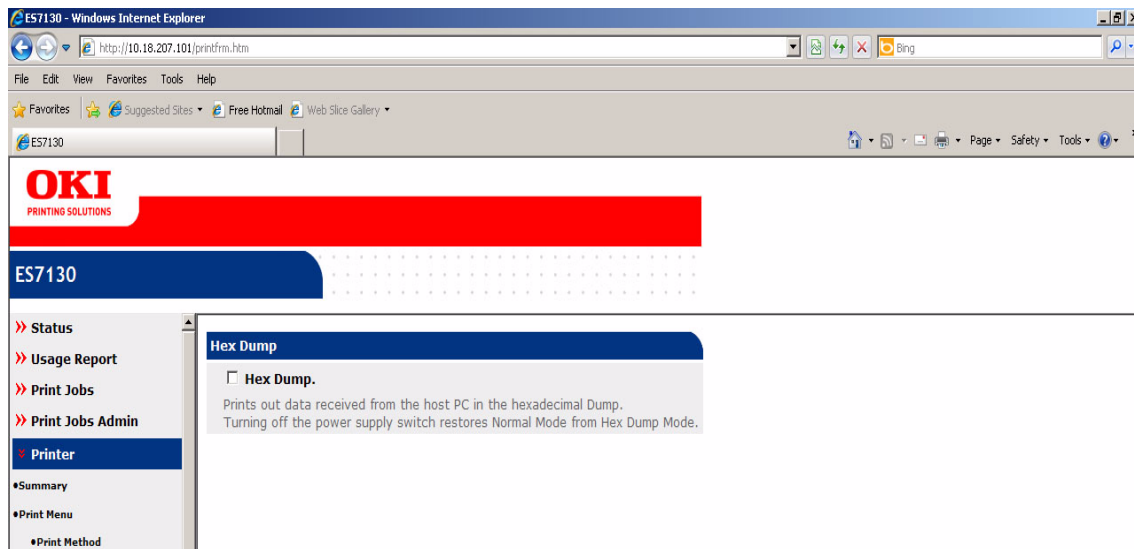 ES7130 - Windows Internet Explorer
http://10.18.207.101/printfrm.htm
Bing
File Edit View Favorites Tools Help
Favorites Suggested Sites Free Hotmail Web Slice Gallery
ES7130
Page Safety Tools
OKI
PRINTING SOLUTIONS
ES7130
Status
Usage Report
Print Jobs
Print Jobs Admin
Printer
•Summary
•Print Menu
•Print Method
Hex Dump
Hex Dump.
Prints out data received from the host PC in the hexadecimal Dump.
Turning off the power supply switch restores Normal Mode from Hex Dump Mode.